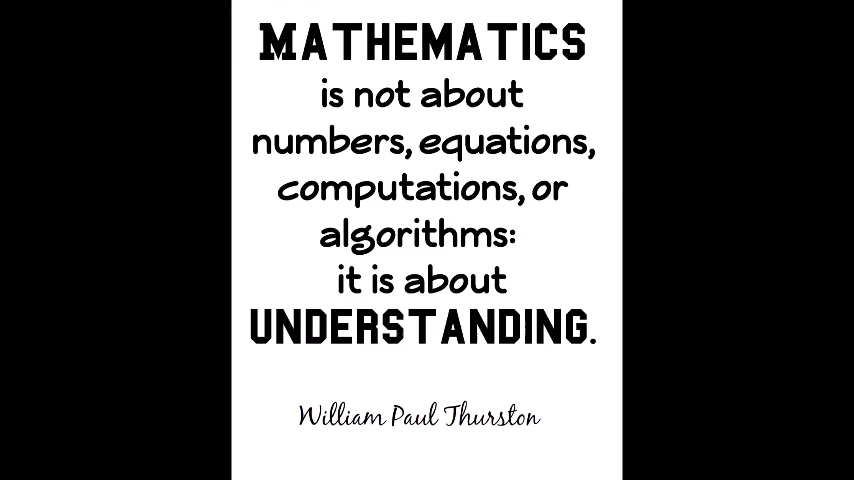 MATHEMATICS
is not about
numbers, equations,
computations, or
algorithms:
it is about
UNDERSTANDING.
William Paul Thurston